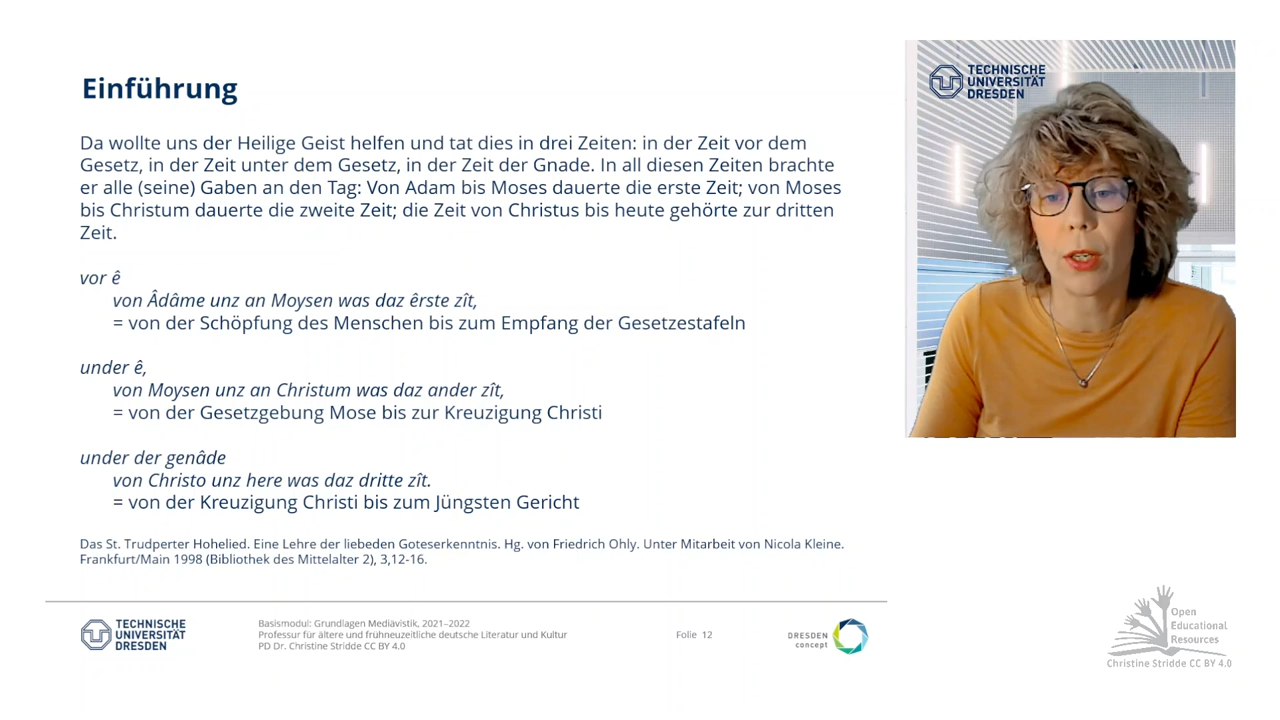 Einführung
Da wollte uns der Heilige Geist helfen und tat dies in drei Zeiten: in der Zeit vor dem
Gesetz, in der Zeit unter dem Gesetz, in der Zeit der Gnade. In all diesen Zeiten brachte
er alle (seine) Gaben an den Tag: Von Adam bis Moses dauerte die erste Zeit; von Moses
bis Christum dauerte die zweite Zeit; die Zeit von Christus bis heute gehörte zur dritten
Zeit.
vor ê
von Âdâme unz an Moysen was daz êrste zît,
= von der Schöpfung des Menschen bis zum Empfang der Gesetzestafeln
under ê,
von Moysen unz an Christum was daz ander zît,
= von der Gesetzgebung Mose bis zur Kreuzigung Christi
under der genâde
von Christo unz here was daz dritte zît.
= von der Kreuzigung Christi bis zum Jüngsten Gericht
Das St. Trudperter Hohelied. Eine Lehre der liebeden Goteserkenntnis. Hg. von Friedrich Ohly. Unter Mitarbeit von Nicola Kleine.
Frankfurt/Main 1998 (Bibliothek des Mittelalter 2), 3,12-16.
TECHNISCHE
UNIVERSITÄT
DRESDEN
Basismodul: Grundlagen Mediävistik, 2021–2022
Professur für ältere und frühneuzeitliche deutsche Literatur und Kultur
PD Dr. Christine Stridde CC BY 4.0
Folie 12
DRESDEN
concept
TECHNISCHE
UNIVERSITÄT
DRESDEN
Open
Educational
Resources
Christine Stridde CC BY 4.0